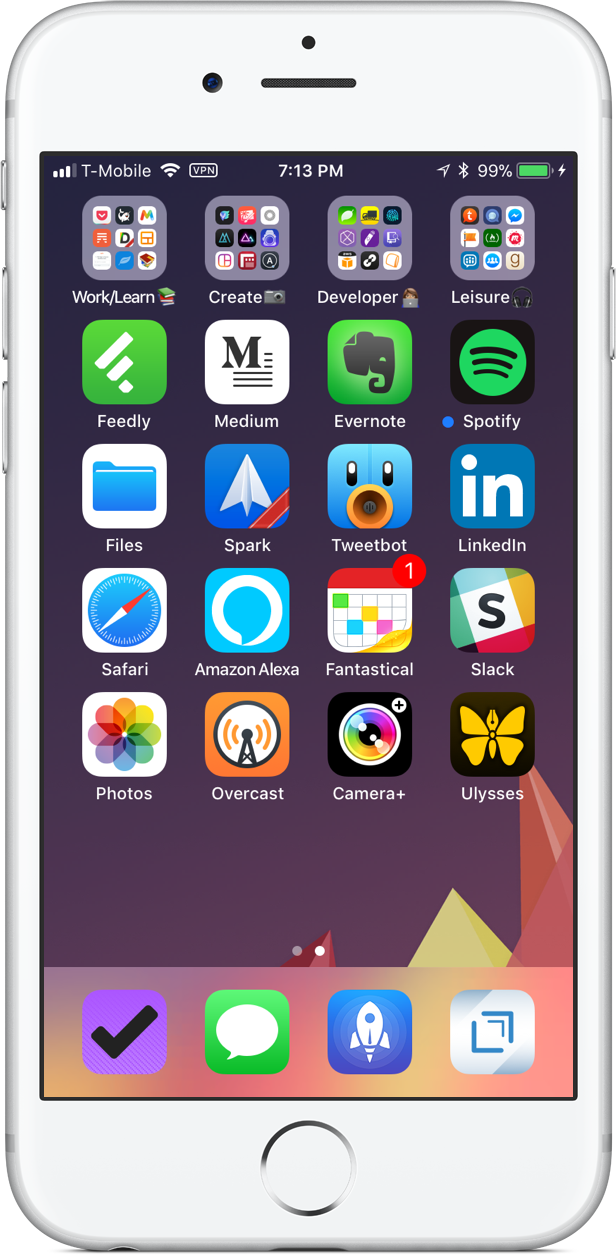 T-Mobile VPN 7:13 PM 99%
Work/Learn📚 Create📷 Developer👨🏽‍💻 Leisure🎧
Feedly Medium Evernote Spotify
Files Spark Tweetbot LinkedIn
1
Safari Amazon Alexa Fantastical Slack
Photos Overcast Camera+ Ulysses
M
in
S